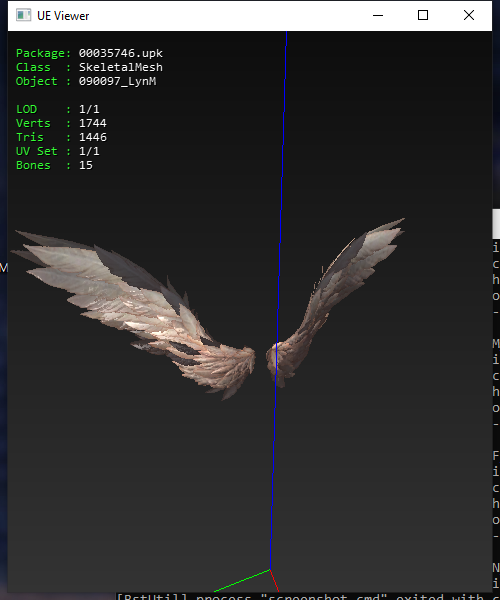 UE Viewer
Package: 00035746.upk
Class : SkeletalMesh
Object : 090097_LynM
LOD : 1/1
Verts : 1744
Tris : 1446
UV Set : 1/1
Bones : 15
M
i
c
h
o
-
M
i
c
h
o
-
F
i
c
h
o
-
N
i
[BstUtil] process "screenshot.cmd" exited with c